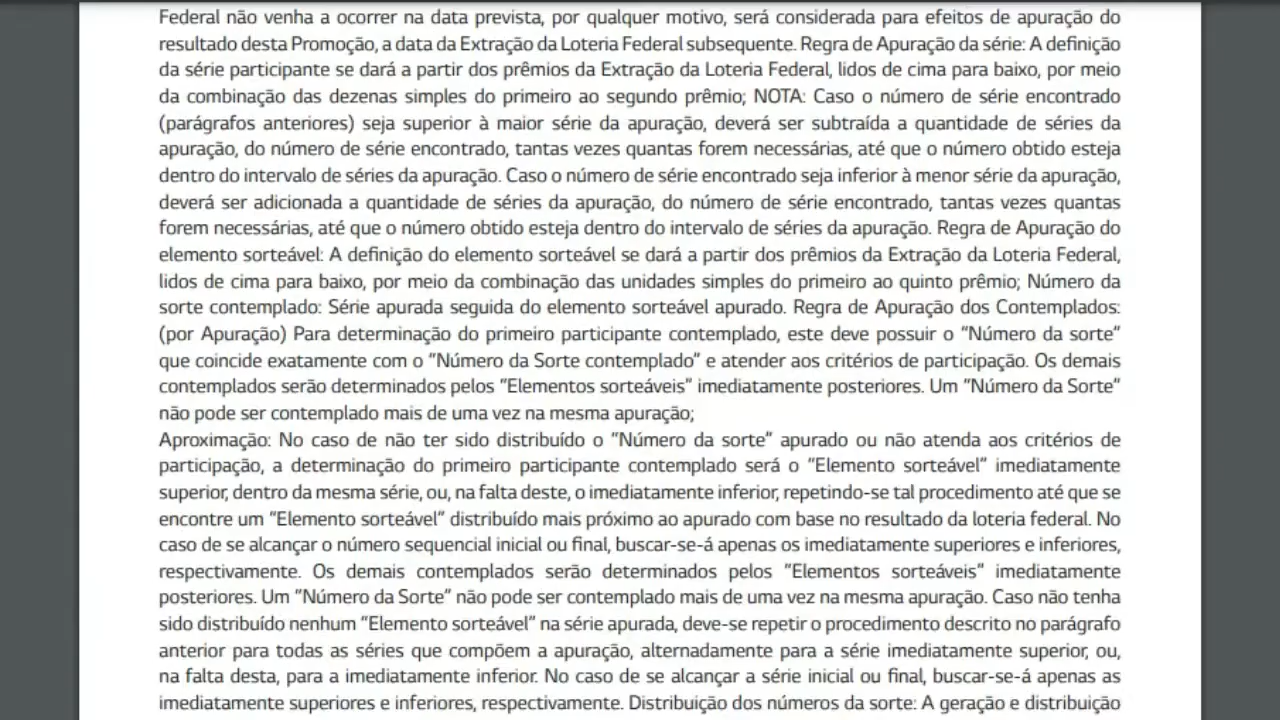 Federal não venha a ocorrer na data prevista, por qualquer motivo, será considerada para efeitos de apuração do
resultado desta Promoção, a data da Extração da Loteria Federal subsequente. Regra de Apuração da série: A definição
da série participante se dará a partir dos prêmios da Extração da Loteria Federal, lidos de cima para baixo, por meio
da combinação das dezenas simples do primeiro ao segundo prêmio; NOTA: Caso o número de série encontrado
(parágrafos anteriores) seja superior à maior série da apuração, deverá ser subtraída a quantidade de séries da
apuração, do número de série encontrado, tantas vezes quantas forem necessárias, até que o número obtido esteja
dentro do intervalo de séries da apuração. Caso o número de série encontrado seja inferior à menor série da apuração,
deverá ser adicionada a quantidade de séries da apuração, do número de série encontrado, tantas vezes quantas
forem necessárias, até que o número obtido esteja dentro do intervalo de séries da apuração. Regra de Apuração do
elemento sorteável: A definição do elemento sorteável se dará a partir dos prêmios da Extração da Loteria Federal,
lidos de cima para baixo, por meio da combinação das unidades simples do primeiro ao quinto prêmio; Número da
sorte contemplado: Série apurada seguida do elemento sorteável apurado. Regra de Apuração dos Contemplados:
(por Apuração) Para determinação do primeiro participante contemplado, este deve possuir o “Número da sorte”
que coincide exatamente com o “Número da Sorte contemplado” e atender aos critérios de participação. Os demais
contemplados serão determinados pelos “Elementos sorteáveis” imediatamente posteriores. Um “Número da Sorte”
não pode ser contemplado mais de uma vez na mesma apuração;
Aproximação: No caso de não ter sido distribuído o “Número da sorte” apurado ou não atenda aos critérios de
participação, a determinação do primeiro participante contemplado será o “Elemento sorteável” imediatamente
superior, dentro da mesma série, ou, na falta deste, o imediatamente inferior, repetindo-se tal procedimento até que se
encontre um “Elemento sorteável” distribuído mais próximo ao apurado com base no resultado da loteria federal. No
caso de se alcançar o número sequencial inicial ou final, buscar-se-á apenas os imediatamente superiores e inferiores,
respectivamente. Os demais contemplados serão determinados pelos “Elementos sorteáveis” imediatamente
posteriores. Um “Número da Sorte” não pode ser contemplado mais de uma vez na mesma apuração. Caso não tenha
sido distribuído nenhum “Elemento sorteável” na série apurada, deve-se repetir o procedimento descrito no parágrafo
anterior para todas as séries que compõem a apuração, alternadamente para a série imediatamente superior, ou,
na falta desta, para a imediatamente inferior. No caso de se alcançar a série inicial ou final, buscar-se-á apenas as
imediatamente superiores e inferiores, respectivamente. Distribuição dos números da sorte: A geração e distribuição